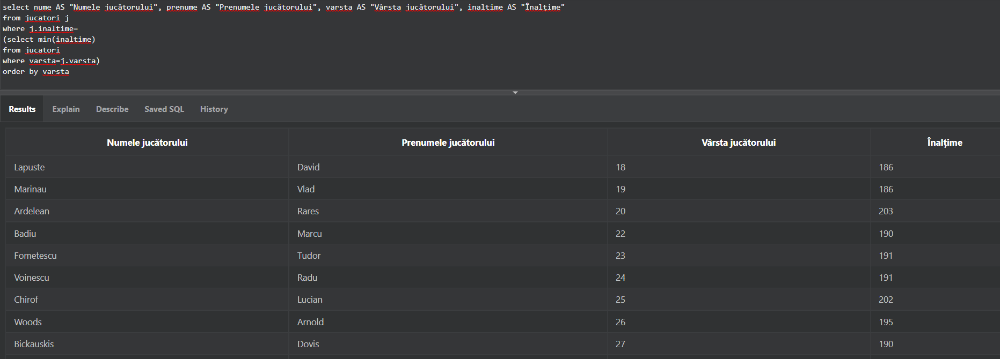 select nume AS "Numele jucătorului", prenume AS "Prenumele jucătorului", varsta AS "Vârsta jucătorului", inaltime AS "Înalțime"
from jucatori j
where j.inaltime=
(select min(inaltime)
from jucatori
where varsta=j.varsta)
order by varsta
Results Explain Describe Saved SQL History
Numele jucătorului Prenumele jucătorului Vârsta jucătorului Înalțime
Lapuste David 18 186
Marinau Vlad 19 186
Ardelean Rares 20 203
Badiu Marcu 22 190
Fometescu Tudor 23 191
Voinescu Radu 24 191
Chirof Lucian 25 202
Woods Arnold 26 195
Bickauskis Dovis 27 190